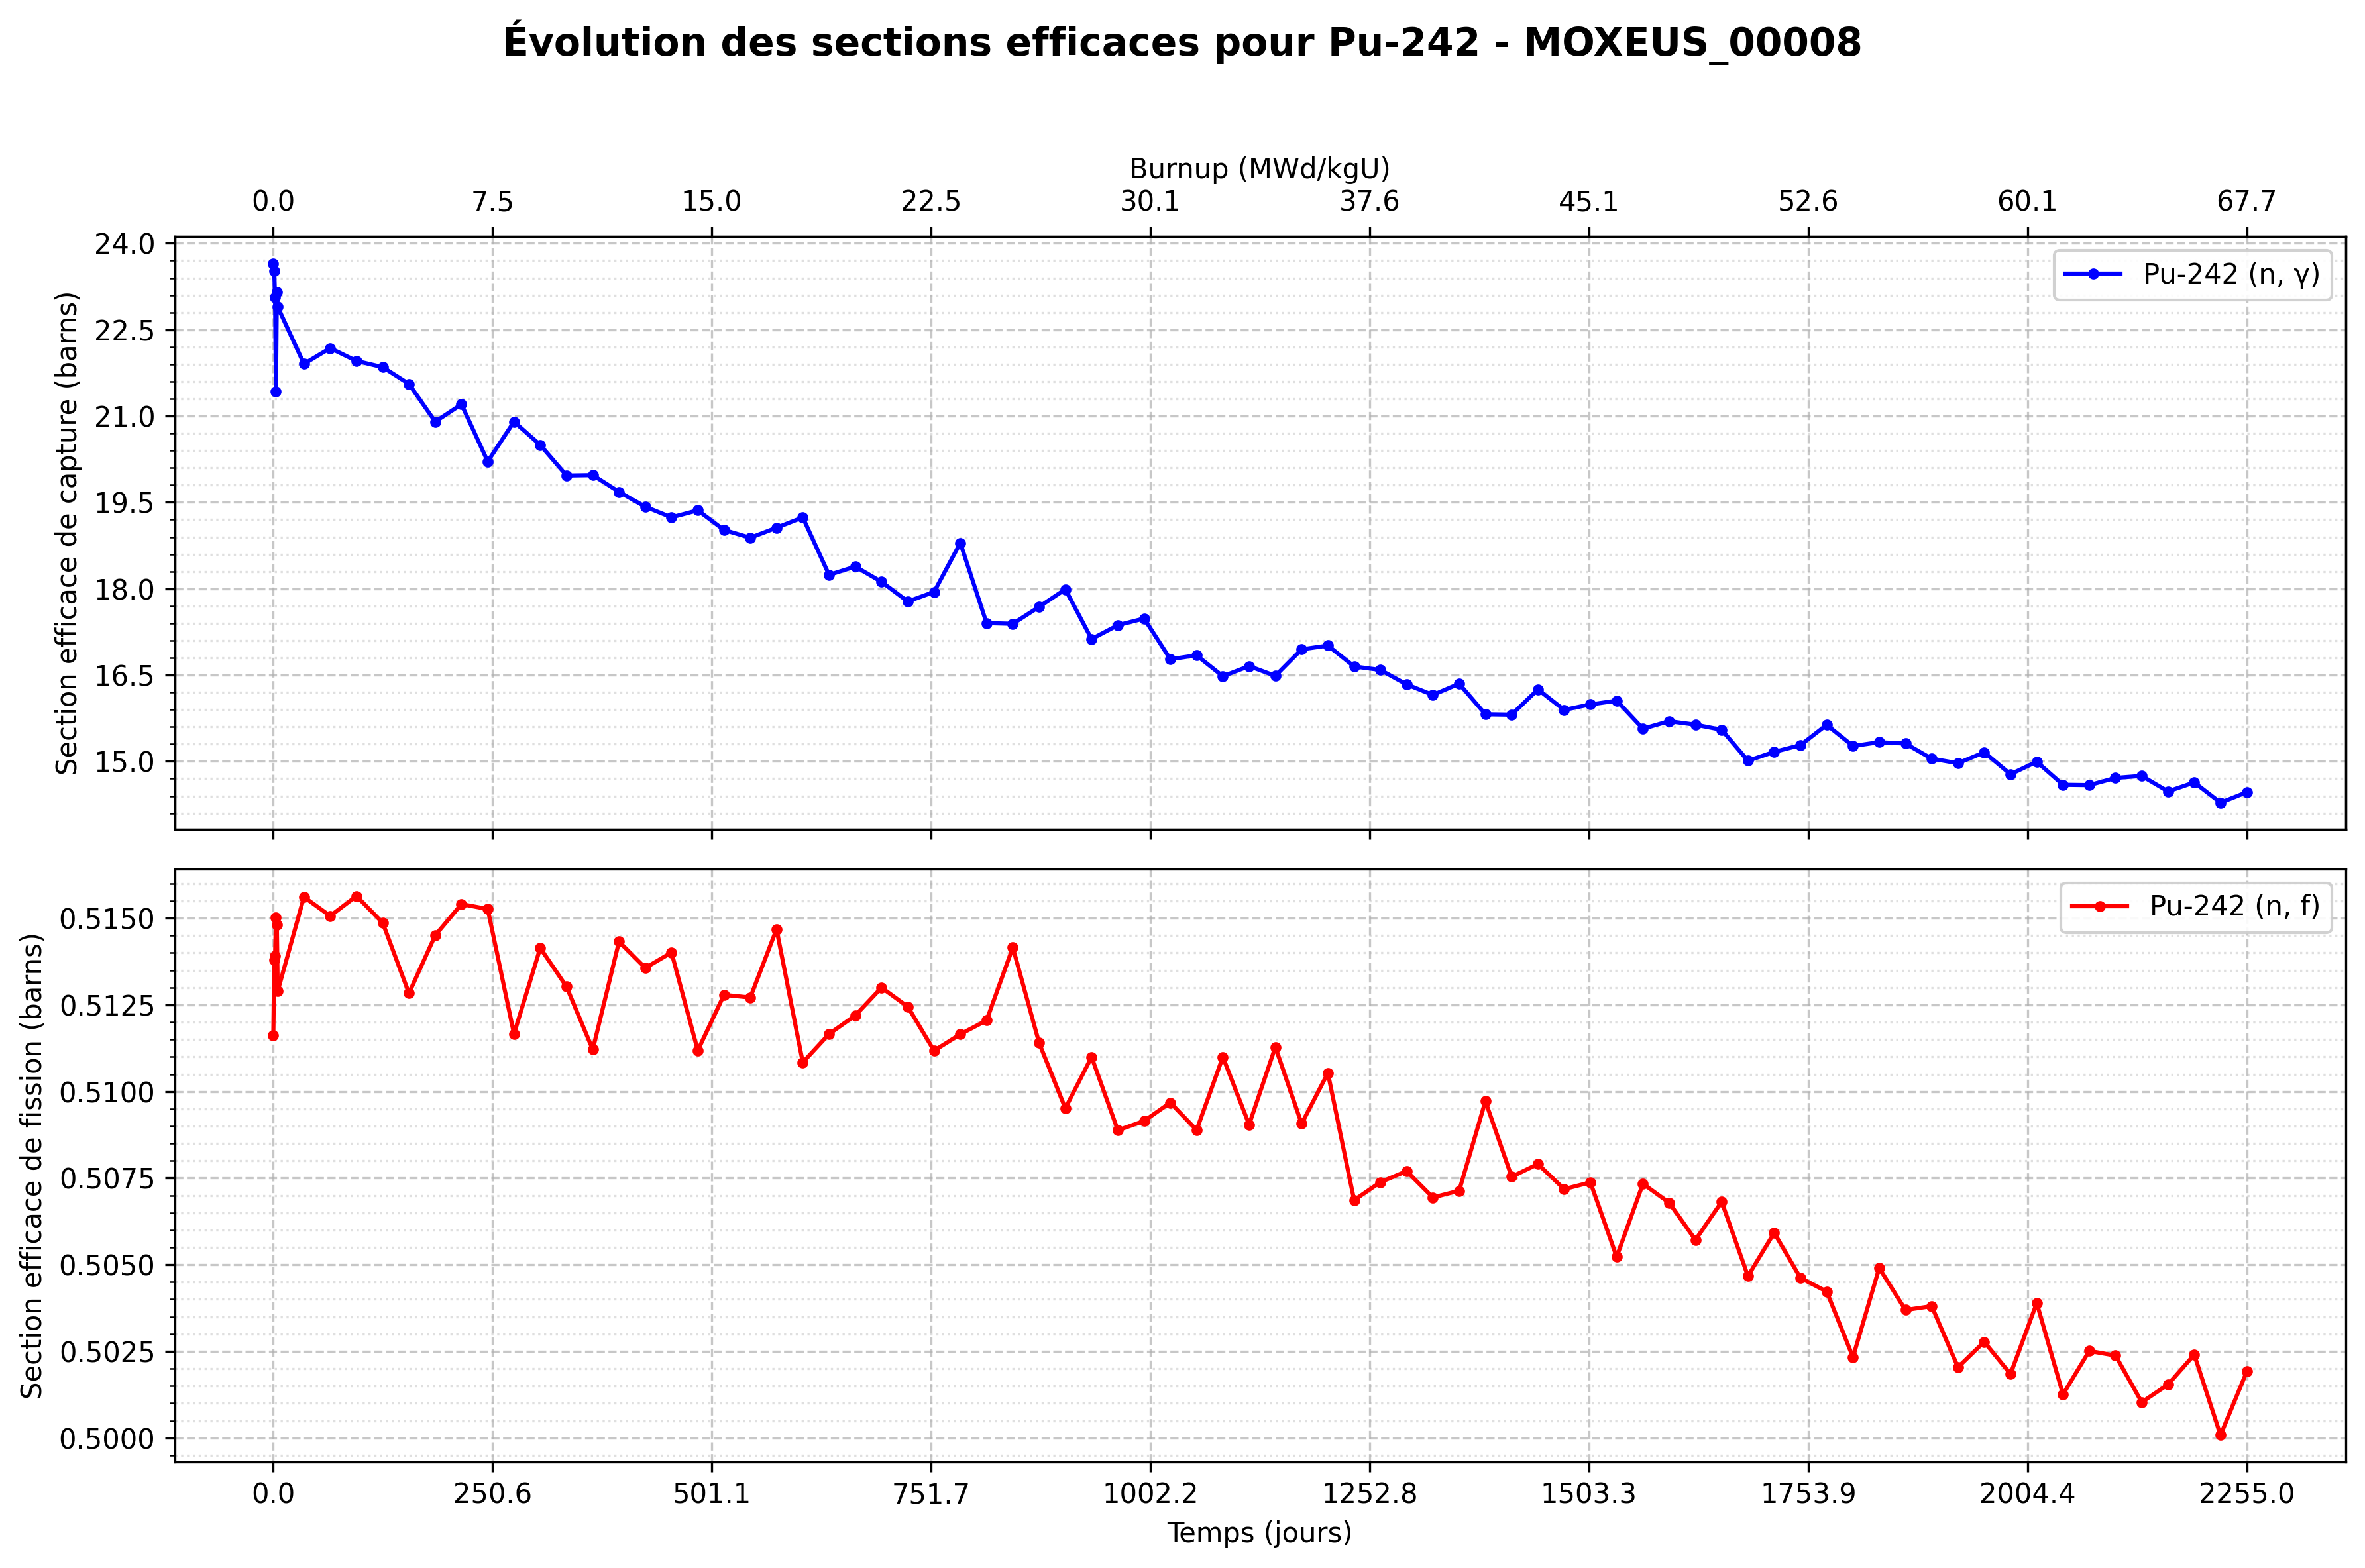 Évolution des sections efficaces pour Pu-242 - MOXEUS_00008
Burnup (MWd/kgU)
0.0 7.5 15.0 22.5 30.1 37.6 45.1 52.6 60.1 67.7
Section efficace de capture (barns)
24.0
22.5
21.0
19.5
18.0
16.5
15.0
Pu-242 (n, γ)
Section efficace de fission (barns)
0.5150
0.5125
0.5100
0.5075
0.5050
0.5025
0.5000
Pu-242 (n, f)
0.0 250.6 501.1 751.7 1002.2 1252.8 1503.3 1753.9 2004.4 2255.0
Temps (jours)